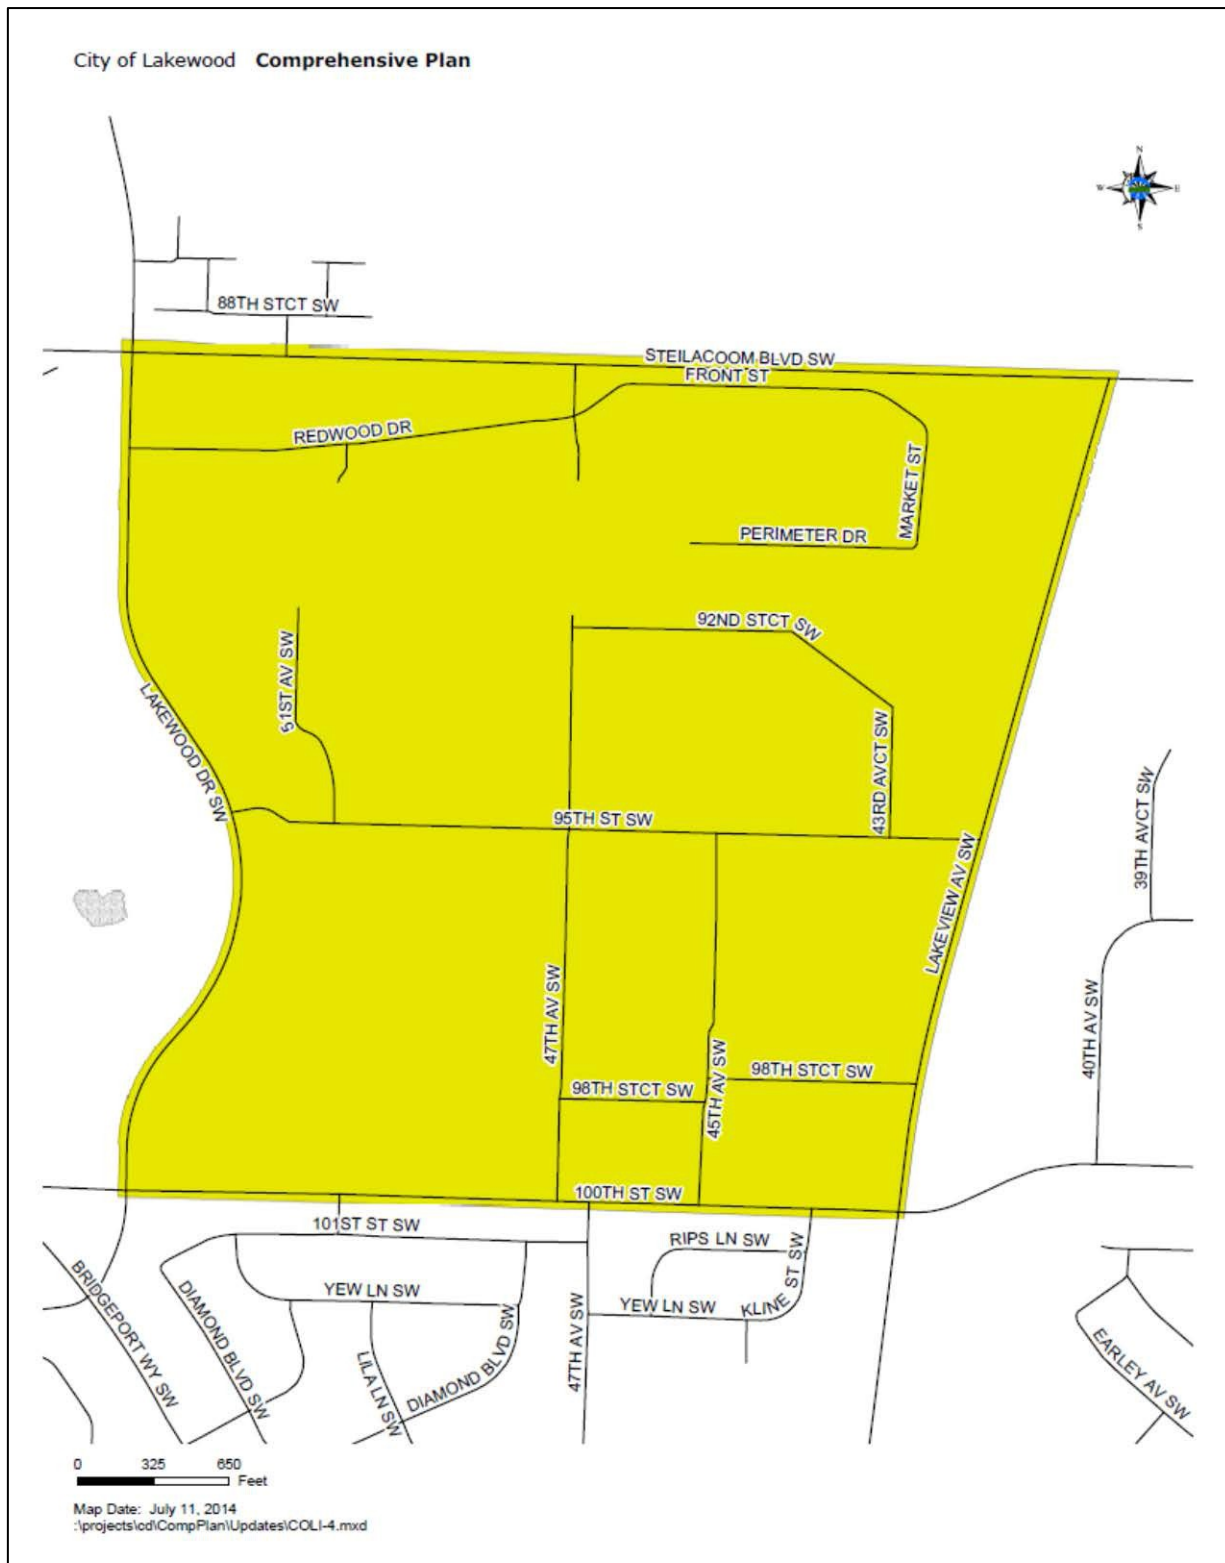 City of Lakewood Comprehensive Plan
N
W E
S
88TH STCT SW
STEILACOOM BLVD SW
FRONT ST
REDWOOD DR
MARKET ST
PERIMETER DR
92ND STCT SW
51ST AV SW
LAKEWOOD DR SW
43RD AVCT SW
95TH ST SW
39TH AVCT SW
LAKEVIEW AV SW
47TH AV SW
40TH AV SW
45TH AV SW
98TH STCT SW
98TH STCT SW
100TH ST SW
101ST ST SW
RIPS LN SW
KLINE ST SW
BRIDGEPORT WY SW
DIAMOND BLVD SW
YEW LN SW
YEW LN SW
LILA LN SW
DIAMOND BLVD SW
47TH AV SW
EARLEY AV SW
0 325 650
Feet
Map Date: July 11, 2014
:\projects\cd\CompPlan\Updates\COLI-4.mxd